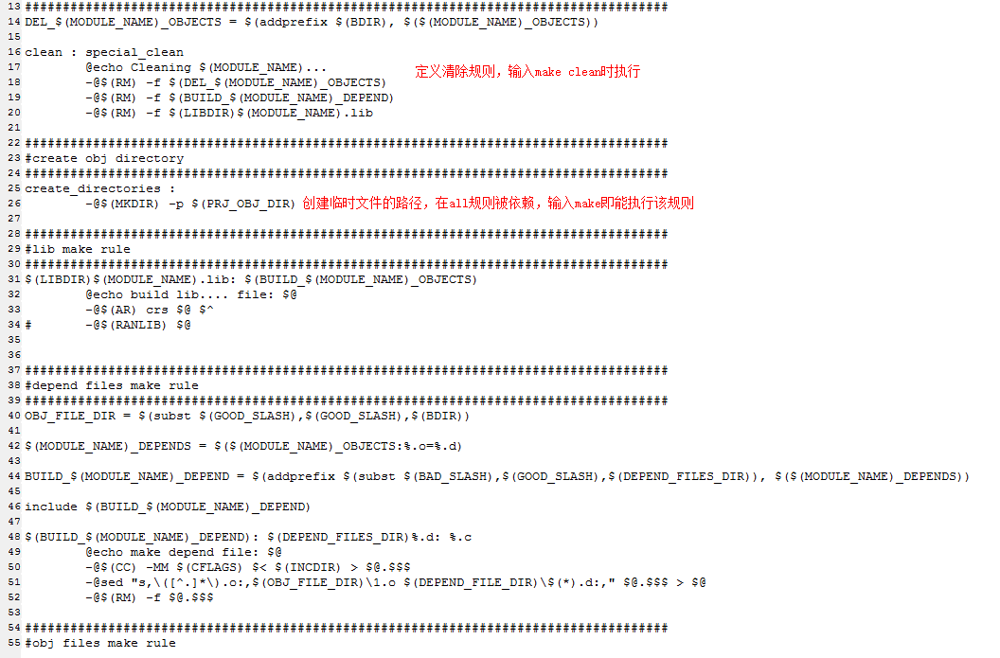 13 #####################################################################################
14 DEL_$(MODULE_NAME)_OBJECTS = $(addprefix $(BDIR), $($(MODULE_NAME)_OBJECTS))
15
16 clean : special_clean
17 @echo Cleaning $(MODULE_NAME)... 定义清除规则，输入make clean时执行
18 -@$(RM) -f $(DEL_$(MODULE_NAME)_OBJECTS)
19 -@$(RM) -f $(BUILD_$(MODULE_NAME)_DEPEND)
20 -@$(RM) -f $(LIBDIR)$(MODULE_NAME).lib
21
22 #####################################################################################
23 #create obj directory
24 #####################################################################################
25 create_directories :
26 -@$(MKDIR) -p $(PRJ_OBJ_DIR) 创建临时文件的路径，在all规则被依赖，输入make即能执行该规则
27
28 #####################################################################################
29 #lib make rule
30 #####################################################################################
31 $(LIBDIR)$(MODULE_NAME).lib: $(BUILD_$(MODULE_NAME)_OBJECTS)
32 @echo build lib.... file: $@
33 -@$(AR) crs $@ $^
34 # -@$(RANLIB) $@
35
36
37 #####################################################################################
38 #depend files make rule
39 #####################################################################################
40 OBJ_FILE_DIR = $(subst $(GOOD_SLASH),$(GOOD_SLASH),$(BDIR))
41
42 $(MODULE_NAME)_DEPENDS = $($(MODULE_NAME)_OBJECTS:%.o=%.d)
43
44 BUILD_$(MODULE_NAME)_DEPEND = $(addprefix $(subst $(BAD_SLASH),$(GOOD_SLASH),$(DEPEND_FILES_DIR)), $($(MODULE_NAME)_DEPENDS))
45
46 include $(BUILD_$(MODULE_NAME)_DEPEND)
47
48 $(BUILD_$(MODULE_NAME)_DEPEND): $(DEPEND_FILES_DIR)%.d: %.c
49 @echo make depend file: $@
50 -@$(CC) -MM $(CFLAGS) $< $(INCDIR) > $@.$$$
51 -@sed "s,\([^.]*\).o:,$(OBJ_FILE_DIR)\1.o $(DEPEND_FILE_DIR)\$(*).d:," $@.$$$ > $@
52 -@$(RM) -f $@.$$$
53
54 #####################################################################################
55 #obj files make rule